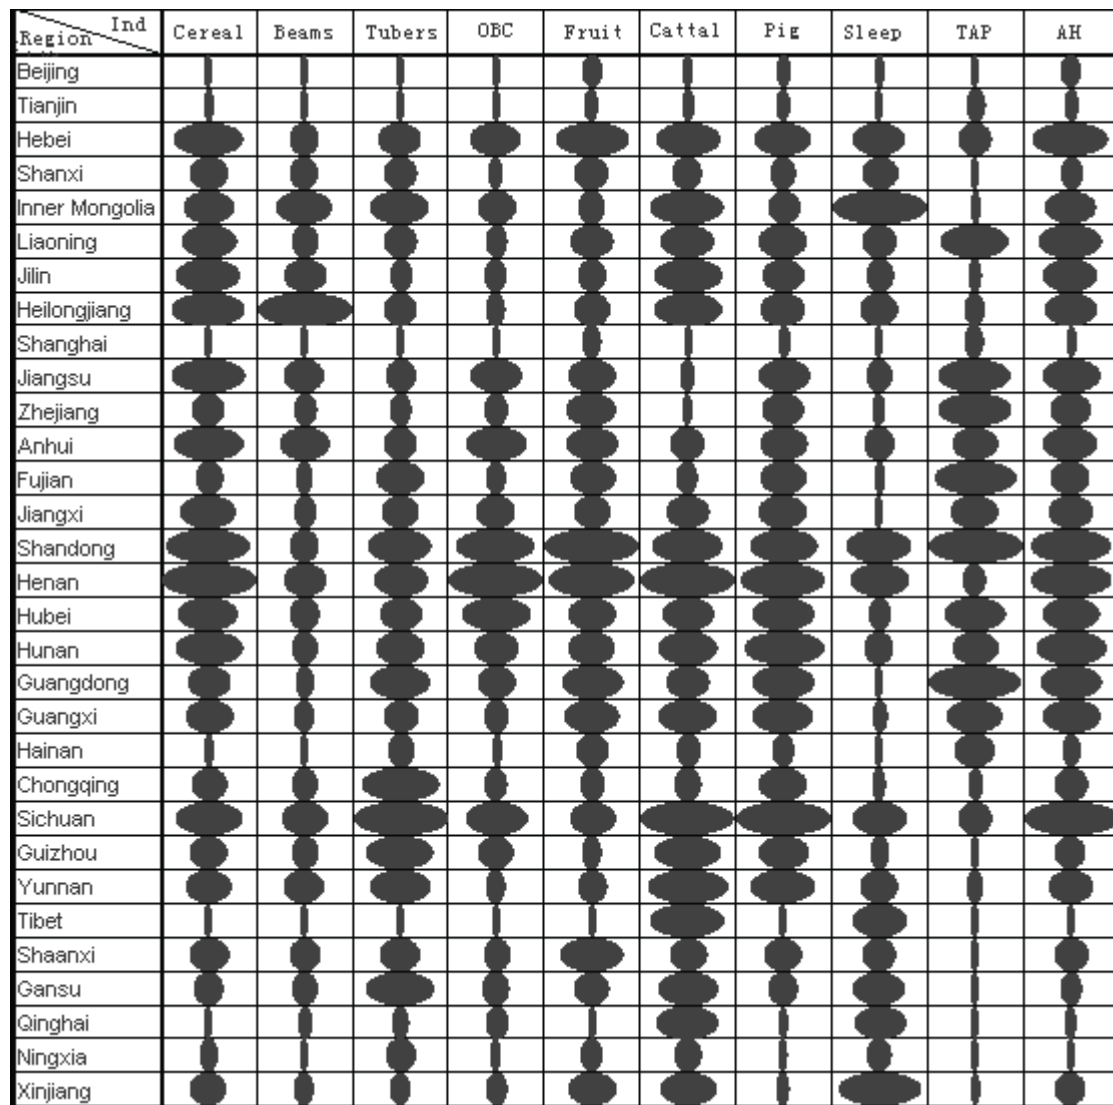 Ind
Region Cereal Beams Tubers OBC Fruit Cattal Pig Sleep TAP AH
Beijing
Tianjin
Hebei
Shanxi
Inner Mongolia
Liaoning
Jilin
Heilongjiang
Shanghai
Jiangsu
Zhejiang
Anhui
Fujian
Jiangxi
Shandong
Henan
Hubei
Hunan
Guangdong
Guangxi
Hainan
Chongqing
Sichuan
Guizhou
Yunnan
Tibet
Shaanxi
Gansu
Qinghai
Ningxia
Xinjiang